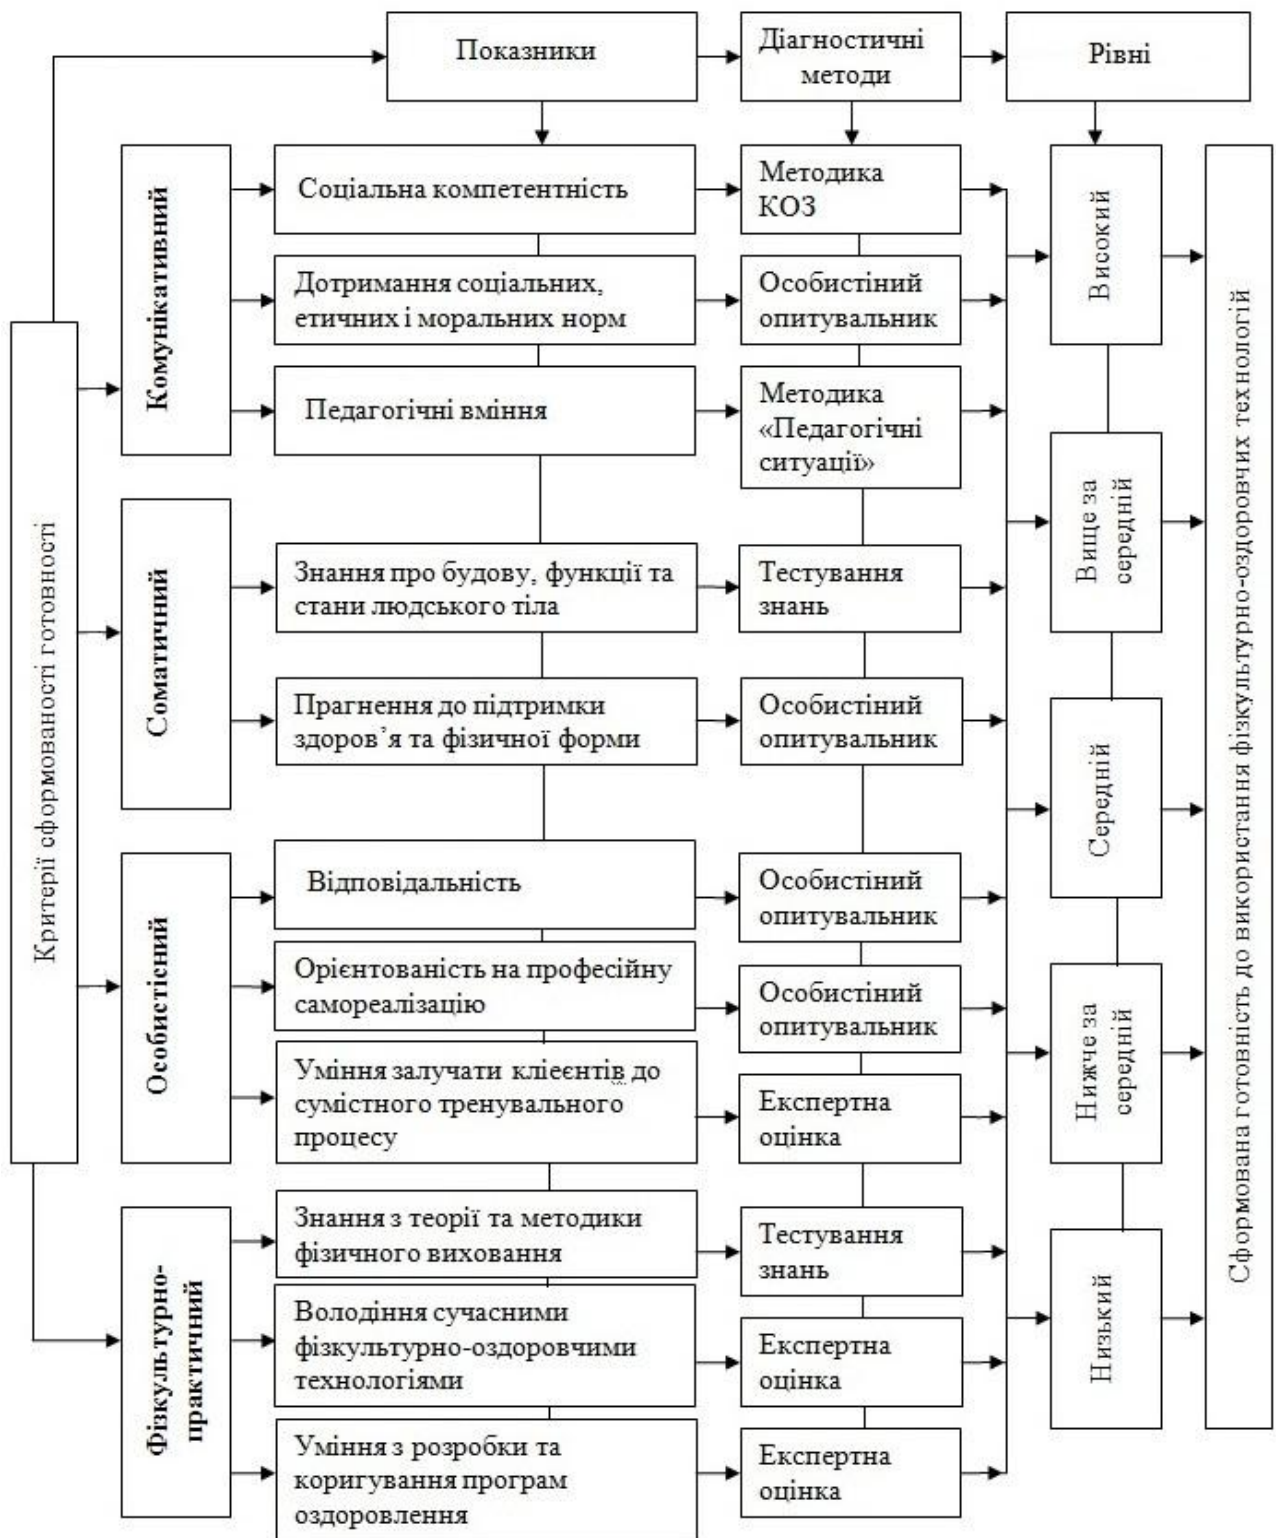 Показники
Діагностичні
методи
Рівні
Критерії сформованості готовності
Комунікативний
Соціальна компетентність
Методика
КОЗ
Дотримання соціальних,
етичних і моральних норм
Особистіний
опитувальник
Педагогічні вміння
Методика
«Педагогічні
ситуації»
Соматичний
Знання про будову, функції та
стани людського тіла
Тестування
знань
Прагнення до підтримки
здоров’я та фізичної форми
Особистіний
опитувальник
Особистісний
Відповідальність
Особистіний
опитувальник
Орієнтованість на професійну
самореалізацію
Особистіний
опитувальник
Уміння залучати клієєнтів до
сумістного тренувального
процесу
Експертна
оцінка
Фізкультурно-
практичний
Знання з теорії та методики
фізичного виховання
Тестування
знань
Володіння сучасними
фізкультурно-оздоровчими
технологіями
Експертна
оцінка
Уміння з розробки та
коригування програм
оздоровлення
Експертна
оцінка
Високий
Вище за
середній
Середній
Нижче за
середній
Низький
Сформована готовність до використання фізкультурно-оздоровчих технологій